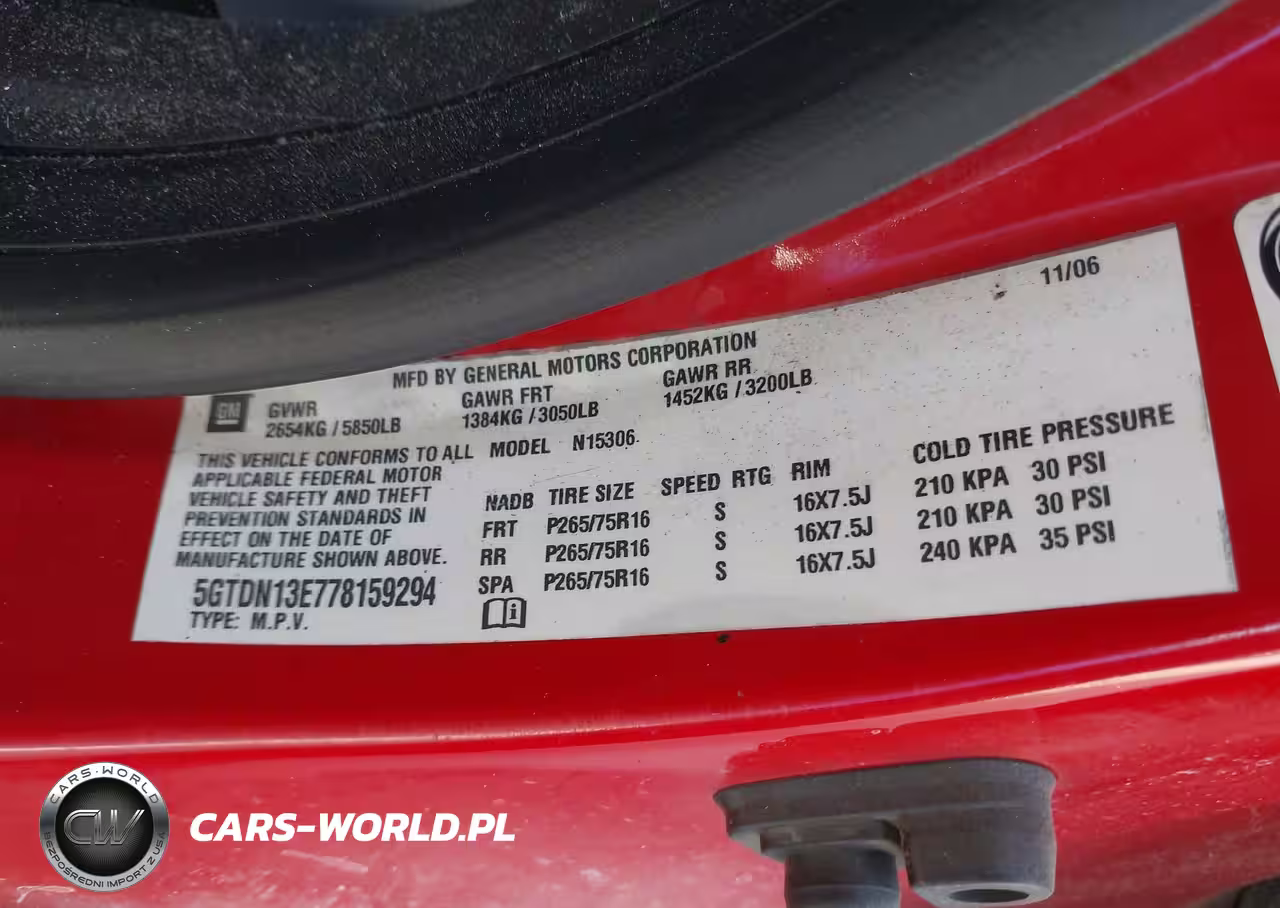 11/06
MFD BY GENERAL MOTORS CORPORATION
GM GVWR GAWR FRT GAWR RR
2654KG / 5850LB 1384KG / 3050LB 1452KG / 3200LB
THIS VEHICLE CONFORMS TO ALL MODEL N15306
APPLICABLE FEDERAL MOTOR
VEHICLE SAFETY AND THEFT
PREVENTION STANDARDS IN
EFFECT ON THE DATE OF
MANUFACTURE SHOWN ABOVE.
5GTDN13E778159294
TYPE: M.P.V.
NADB TIRE SIZE SPEED RTG RIM COLD TIRE PRESSURE
FRT P265/75R16 S 16X7.5J 210 KPA 30 PSI
RR P265/75R16 S 16X7.5J 210 KPA 30 PSI
SPA P265/75R16 S 16X7.5J 240 KPA 35 PSI
CARS-WORLD
CW
BEZPOŚREDNI IMPORT Z USA
CARS-WORLD.PL